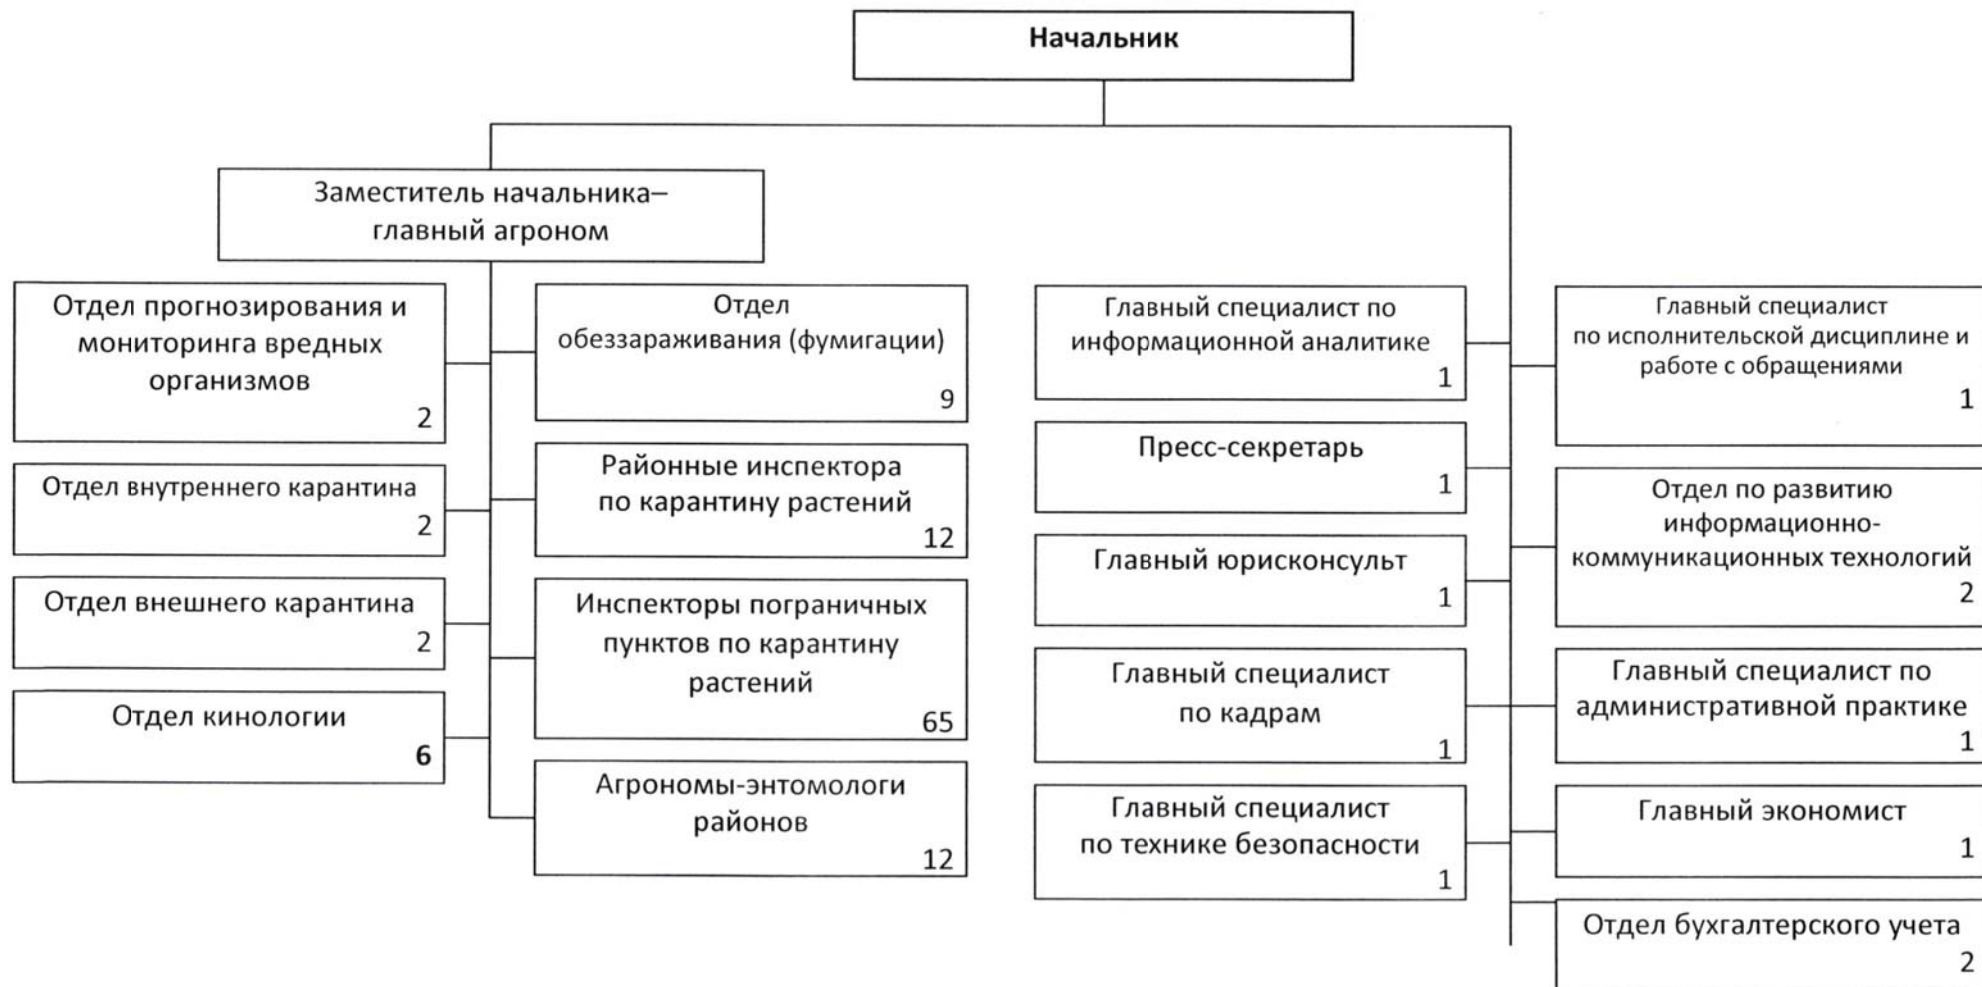 Начальник
Заместитель начальника–
главный агроном
Отдел прогнозирования и
мониторинга вредных
организмов
2
Отдел внутреннего карантина
2
Отдел внешнего карантина
2
Отдел кинологии
6
Отдел
обеззараживания (фумигации)
9
Районные инспектора
по карантину растений
12
Инспекторы пограничных
пунктов по карантину
растений
65
Агрономы-энтомологи
районов
12
Главный специалист по
информационной аналитике
1
Пресс-секретарь
1
Главный юрисконсульт
1
Главный специалист
по кадрам
1
Главный специалист
по технике безопасности
1
Главный специалист
по исполнительской дисциплине и
работе с обращениями
1
Отдел по развитию
информационно-
коммуникационных технологий
2
Главный специалист по
административной практике
1
Главный экономист
1
Отдел бухгалтерского учета
2